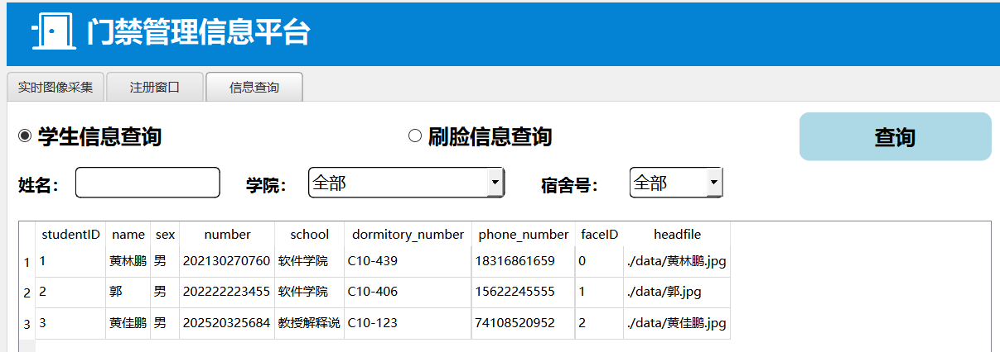 门禁管理信息平台
实时图像采集 注册窗口 信息查询
学生信息查询 刷脸信息查询 查询
姓名： 学院： 全部 宿舍号： 全部
studentID name sex number school dormitory_number phone_number faceID headfile
1 1 黄林鹏 男 202130270760 软件学院 C10-439 18316861659 0 ./data/黄林鹏.jpg
2 2 郭 男 202222223455 软件学院 C10-406 15622245555 1 ./data/郭.jpg
3 3 黄佳鹏 男 202520325684 教授解释说 C10-123 74108520952 2 ./data/黄佳鹏.jpg